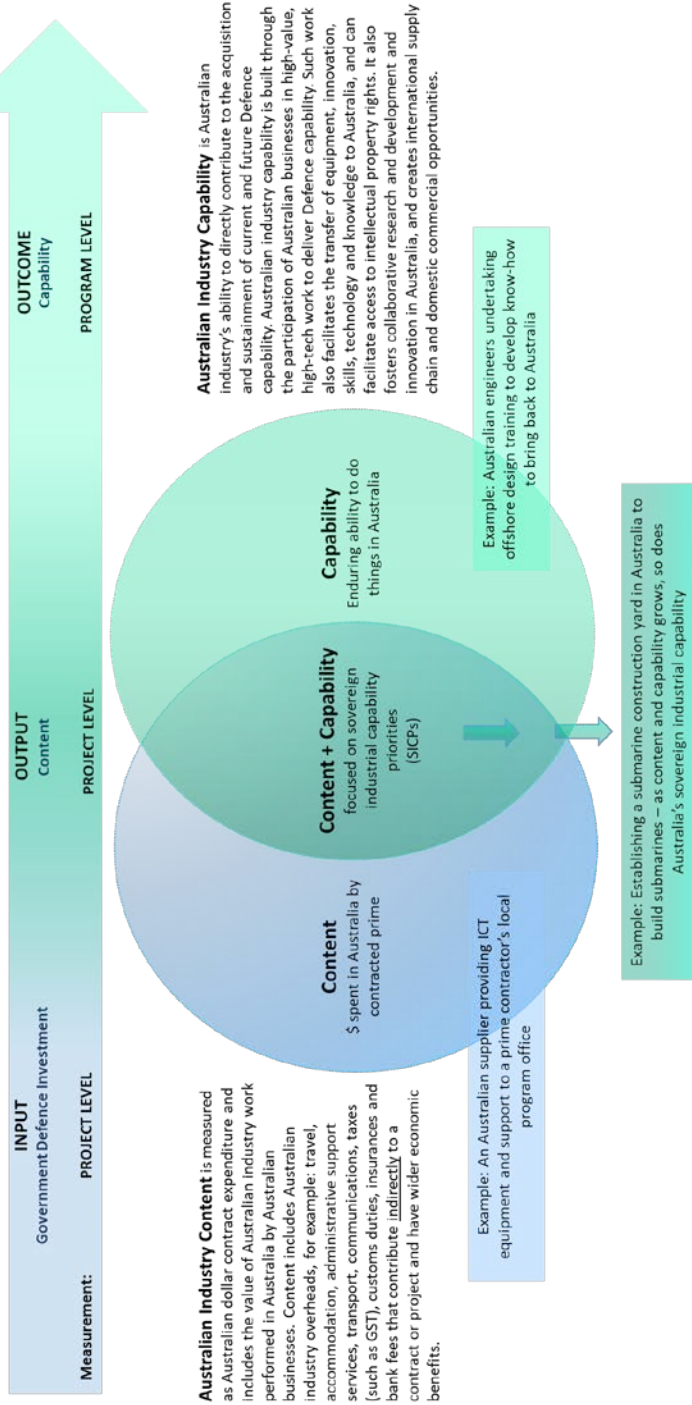 INPUT
Government Defence Investment
OUTPUT
Content
OUTCOME
Capability
Measurement:
PROJECT LEVEL
PROJECT LEVEL
PROGRAM LEVEL
Australian Industry Content is measured
as Australian dollar contract expenditure and
includes the value of Australian industry work
performed in Australia by Australian
businesses. Content includes Australian
industry overheads, for example: travel,
accommodation, administrative support
services, transport, communications, taxes
(such as GST), customs duties, insurances and
bank fees that contribute indirectly to a
contract or project and have wider economic
benefits.
Content
$ spent in Australia by
contracted prime
Content + Capability
focused on sovereign
industrial capability
priorities
(SICPs)
Capability
Enduring ability to do
things in Australia
Australian Industry Capability is Australian
industry's ability to directly contribute to the acquisition
and sustainment of current and future Defence
capability. Australian industry capability is built through
the participation of Australian businesses in high-value,
high-tech work to deliver Defence capability. Such work
also facilitates the transfer of equipment, innovation,
skills, technology and knowledge to Australia, and can
facilitate access to intellectual property rights. It also
fosters collaborative research and development and
innovation in Australia, and creates international supply
chain and domestic commercial opportunities.
Example: An Australian supplier providing ICT
equipment and support to a prime contractor's local
program office
Example: Australian engineers undertaking
offshore design training to develop know-how
to bring back to Australia
Example: Establishing a submarine construction yard in Australia to
build submarines – as content and capability grows, so does
Australia's sovereign industrial capability